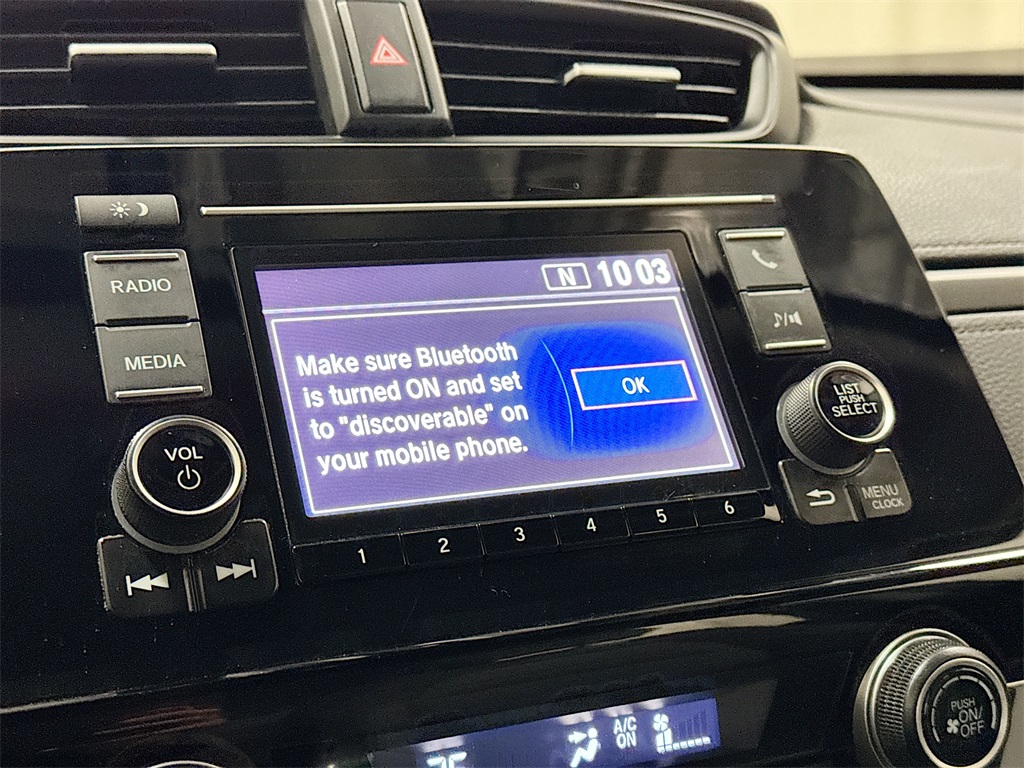 RADIO
MEDIA
VOL
N 10 03
Make sure Bluetooth
is turned ON and set
to "discoverable" on
your mobile phone.
OK
1 2 3 4 5 6
LIST
PUSH
SELECT
MENU
CLOCK
A/C
ON
PUSH
ON/
OFF